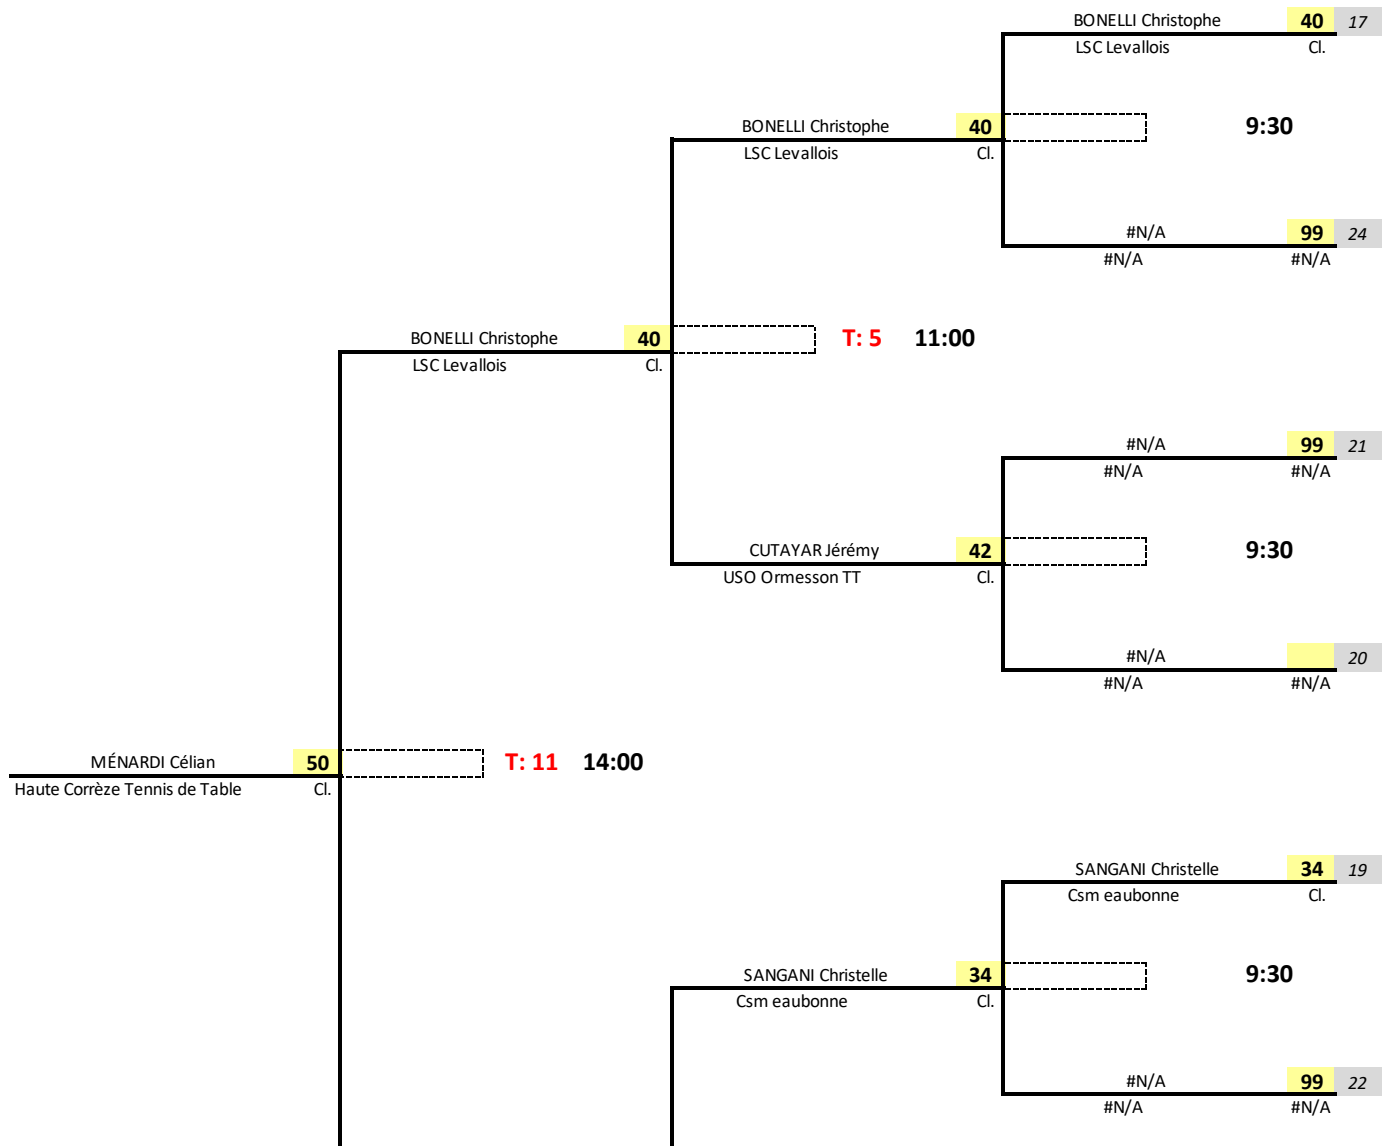 BONELLI Christophe 40 17
LSC Levallois Cl.
BONELLI Christophe 40 9:30
LSC Levallois Cl.
#N/A 99 24
#N/A #N/A
BONELLI Christophe 40 T: 5 11:00
LSC Levallois Cl.
#N/A 99 21
#N/A #N/A
CUTAYAR Jérémy 42 9:30
USO Ormesson TT Cl.
#N/A 20
#N/A #N/A
MÉNARDI Célian 50 T: 11 14:00
Haute Corrèze Tennis de Table Cl.
SANGANI Christelle 34 19
Csm eaubonne Cl.
SANGANI Christelle 34 9:30
Csm eaubonne Cl.
#N/A 99 22
#N/A #N/A